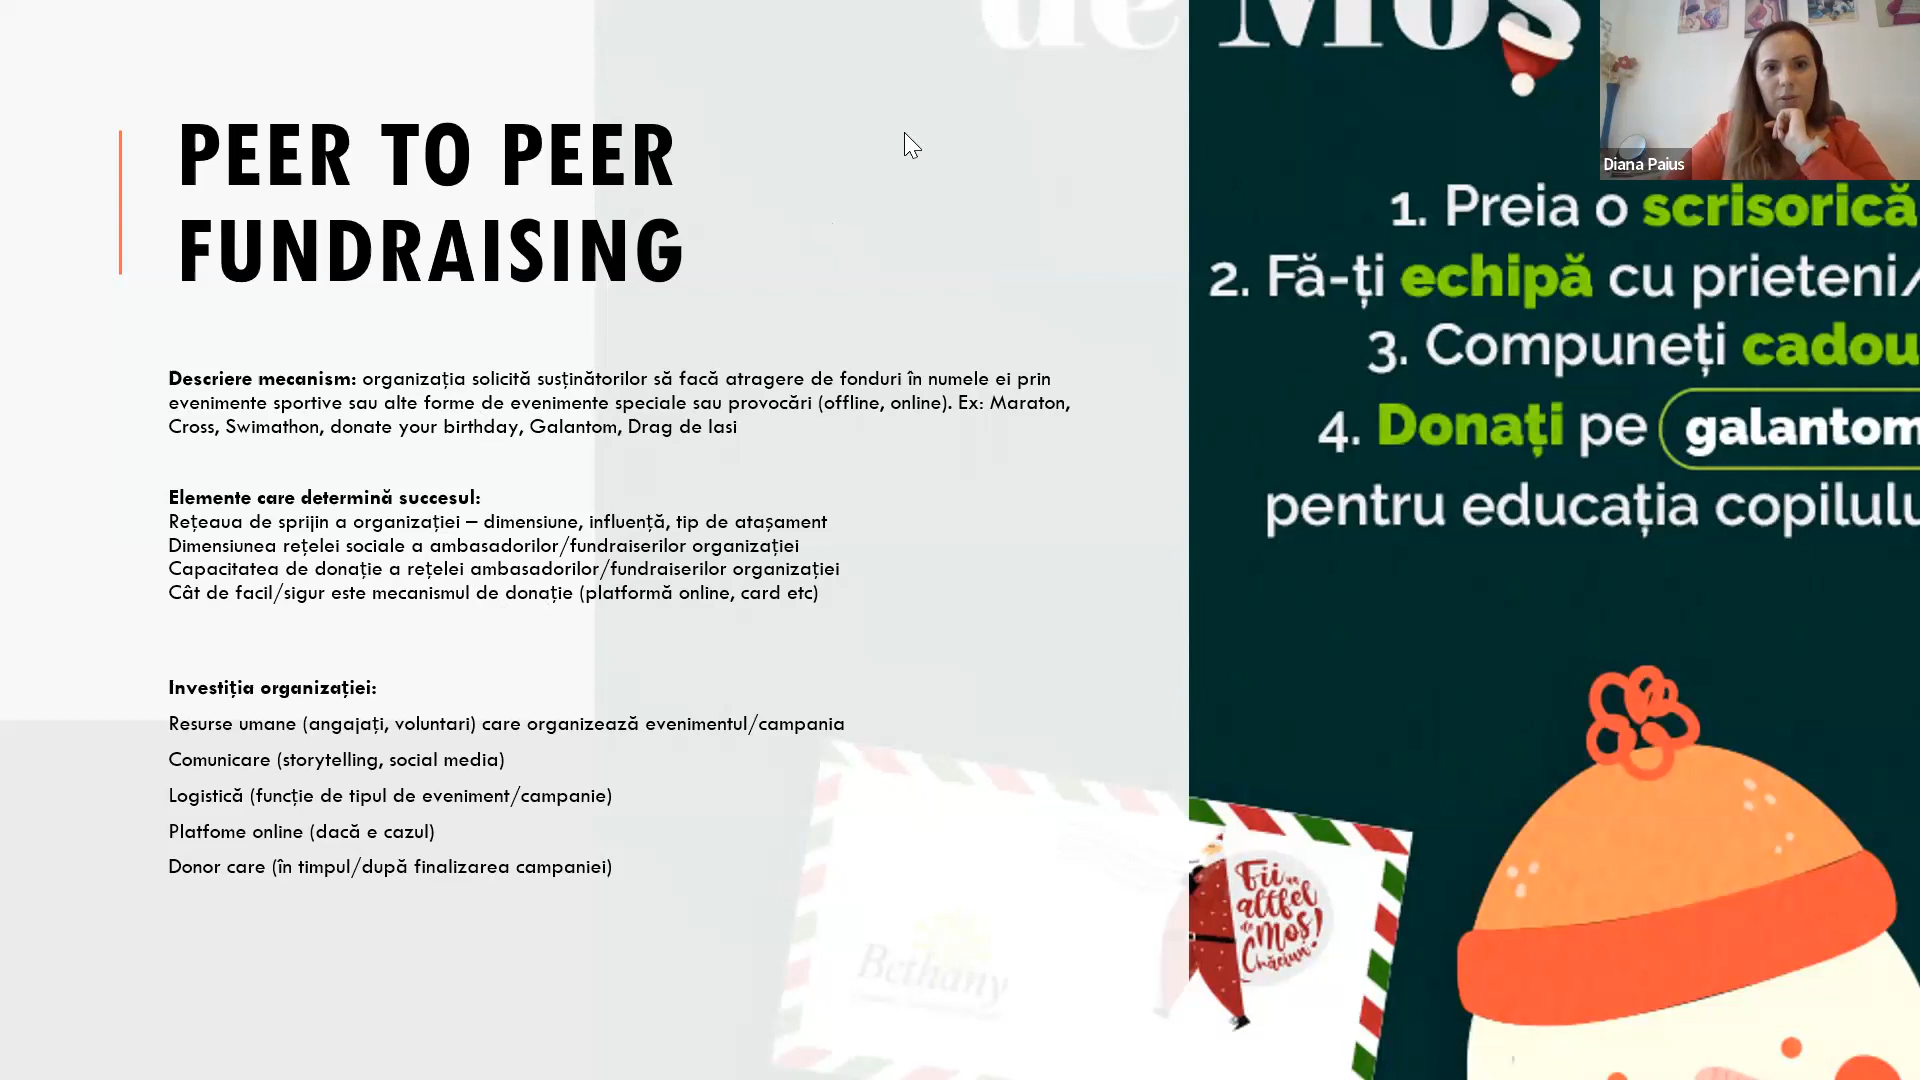 de Moș
Diana Paius
PEER TO PEER
FUNDRAISING
Descriere mecanism: organizația solicită susținătorilor să facă atragere de fonduri în numele ei prin
evenimente sportive sau alte forme de evenimente speciale sau provocări (offline, online). Ex: Maraton,
Cross, Swimathon, donate your birthday, Galantom, Drag de Iasi
Elemente care determină succesul:
Rețeaua de sprijin a organizației – dimensiune, influență, tip de atașament
Dimensiunea rețelei sociale a ambasadorilor/fundraiserilor organizației
Capacitatea de donație a rețelei ambasadorilor/fundraiserilor organizației
Cât de facil/sigur este mecanismul de donație (platformă online, card etc)
Investiția organizației:
Resurse umane (angajați, voluntari) care organizează evenimentul/campania
Comunicare (storytelling, social media)
Logistică (funcție de tipul de eveniment/campanie)
Platfome online (dacă e cazul)
Donor care (în timpul/după finalizarea campaniei)
1. Preia o scrisorică
2. Fă-ți echipă cu prieteni/
3. Compuneți cadou
4. Donați pe galantom
pentru educația copilulu
Bethany
Fii un
altfel
de Moș
Crăciun!